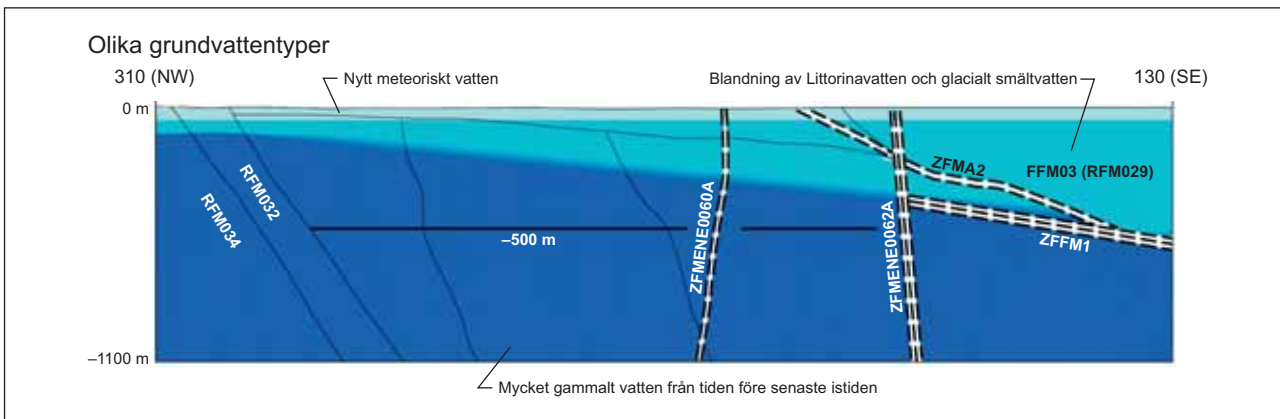 Olika grundvattentyper
310 (NW)
Nytt meteoriskt vatten
Blandning av Littorinavatten och glacialt smältvatten
130 (SE)
0 m
RFM034
RFM032
–500 m
ZFMENE0060A
ZFMENE0062A
ZFMA2
FFM03 (RFM029)
ZFFM1
–1100 m
Mycket gammalt vatten från tiden före senaste istiden